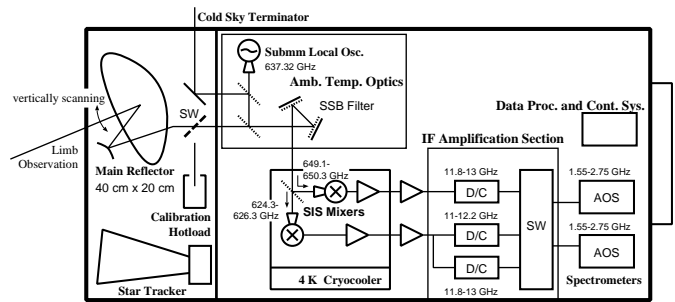 Cold Sky Terminator
Submm Local Osc.
637.32 GHz
Amb. Temp. Optics
SSB Filter
vertically scanning
SW
Limb
Observation
Main Reflector
40 cm x 20 cm
Calibration
Hotload
Star Tracker
649.1-
650.3 GHz
624.3-
626.3 GHz
SIS Mixers
4 K Cryocooler
Data Proc. and Cont. Sys.
IF Amplification Section
11.8-13 GHz
D/C
11-12.2 GHz
D/C
D/C
11.8-13 GHz
SW
1.55-2.75 GHz
AOS
1.55-2.75 GHz
AOS
Spectrometers